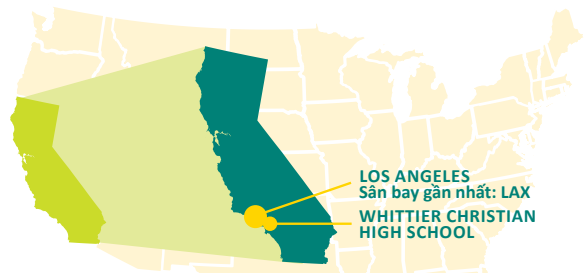 LOS ANGELES
Sân bay gần nhất: LAX
WHITTIER CHRISTIAN
HIGH SCHOOL